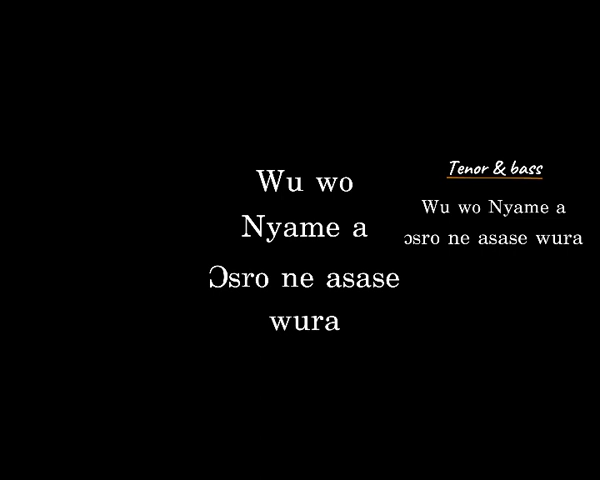 Wu wo
Nyame a
Ɔsro ne asase
wura
Tenor & bass
Wu wo Nyame a
ɔsro ne asase wura